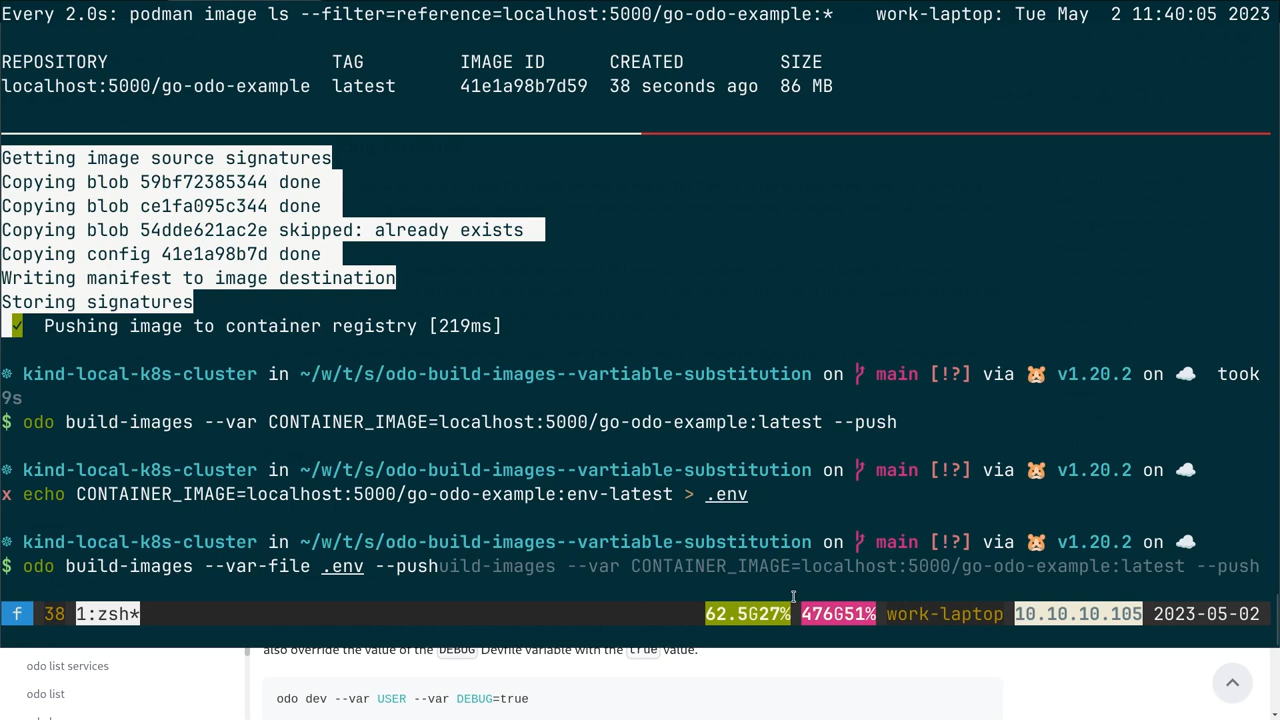 Every 2.0s: podman image ls --filter=reference=localhost:5000/go-odo-example:* work-laptop: Tue May 2 11:40:05 2023
REPOSITORY TAG IMAGE ID CREATED SIZE
localhost:5000/go-odo-example latest 41e1a98b7d59 38 seconds ago 86 MB
Getting image source signatures
Copying blob 59bf72385344 done
Copying blob ce1fa095c344 done
Copying blob 54dde621ac2e skipped: already exists
Copying config 41e1a98b7d done
Writing manifest to image destination
Storing signatures
✓ Pushing image to container registry [219ms]
☸ kind-local-k8s-cluster in ~/w/t/s/odo-build-images--vartiable-substitution on main [!?] via 🐹 v1.20.2 on ☁️ took
9s
$ odo build-images --var CONTAINER_IMAGE=localhost:5000/go-odo-example:latest --push
☸ kind-local-k8s-cluster in ~/w/t/s/odo-build-images--vartiable-substitution on main [!?] via 🐹 v1.20.2 on ☁️
x echo CONTAINER_IMAGE=localhost:5000/go-odo-example:env-latest > .env
☸ kind-local-k8s-cluster in ~/w/t/s/odo-build-images--vartiable-substitution on main [!?] via 🐹 v1.20.2 on ☁️
$ odo build-images --var-file .env --pushuild-images --var CONTAINER_IMAGE=localhost:5000/go-odo-example:latest --push
f 38 1:zsh* 62.5G27% 476G51% work-laptop 10.10.10.105 2023-05-02
also override the value of the DEBUG Devfile variable with the true value.
odo list services
odo list
odo dev --var USER --var DEBUG=true